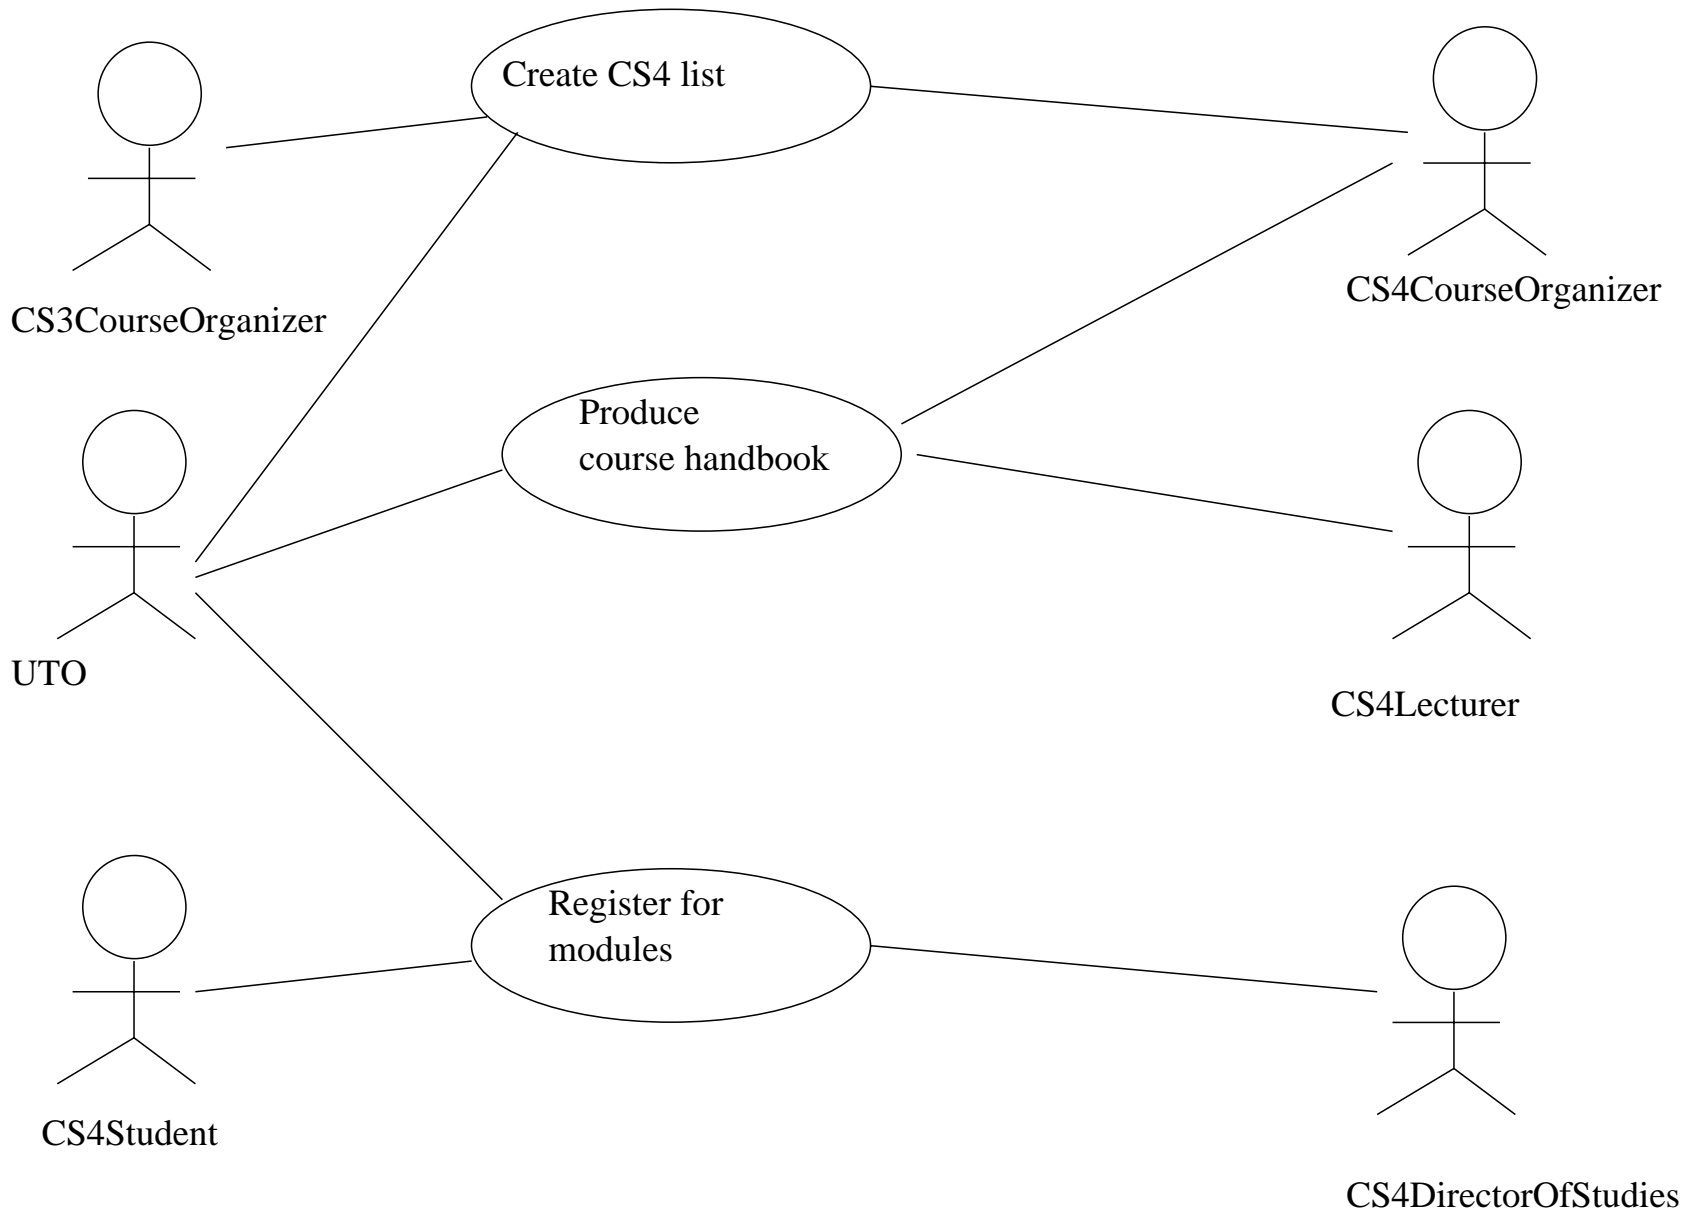 Create CS4 list
CS4CourseOrganizer
CS3CourseOrganizer
Produce
course handbook
UTO
CS4Lecturer
Register for
modules
CS4Student
CS4DirectorOfStudies